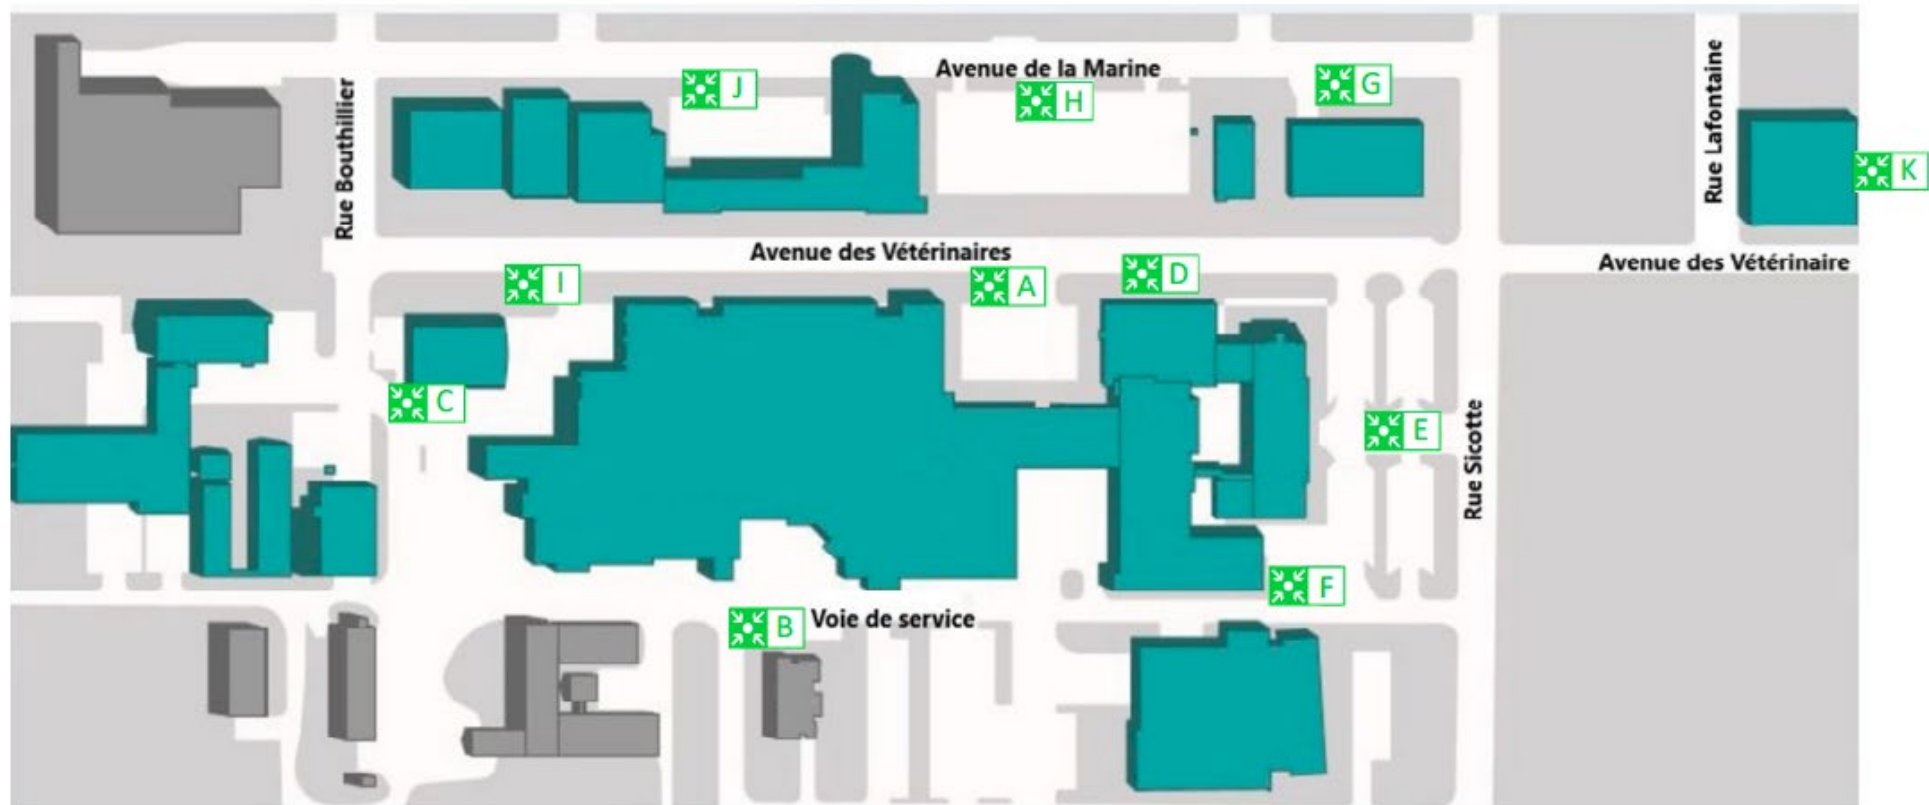 Avenue de la Marine
J
H
G
K
Rue Bouthillier
Rue Lafontaine
Avenue des Vétérinaires
Avenue des Vétérinaire
I
A
D
C
E
Rue Sicotte
F
B
Voie de service